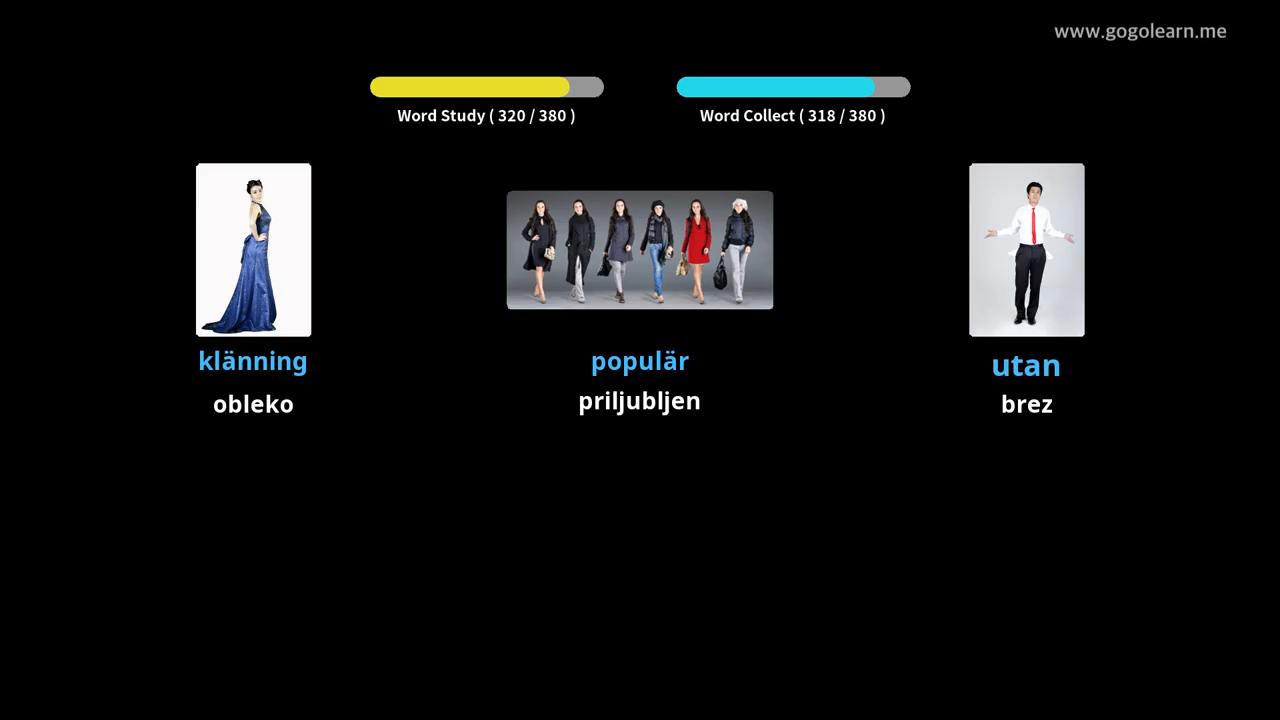 www.gogolearn.me
Word Study ( 320 / 380 )
Word Collect ( 318 / 380 )
klänning
populär
utan
obleko
priljubljen
brez